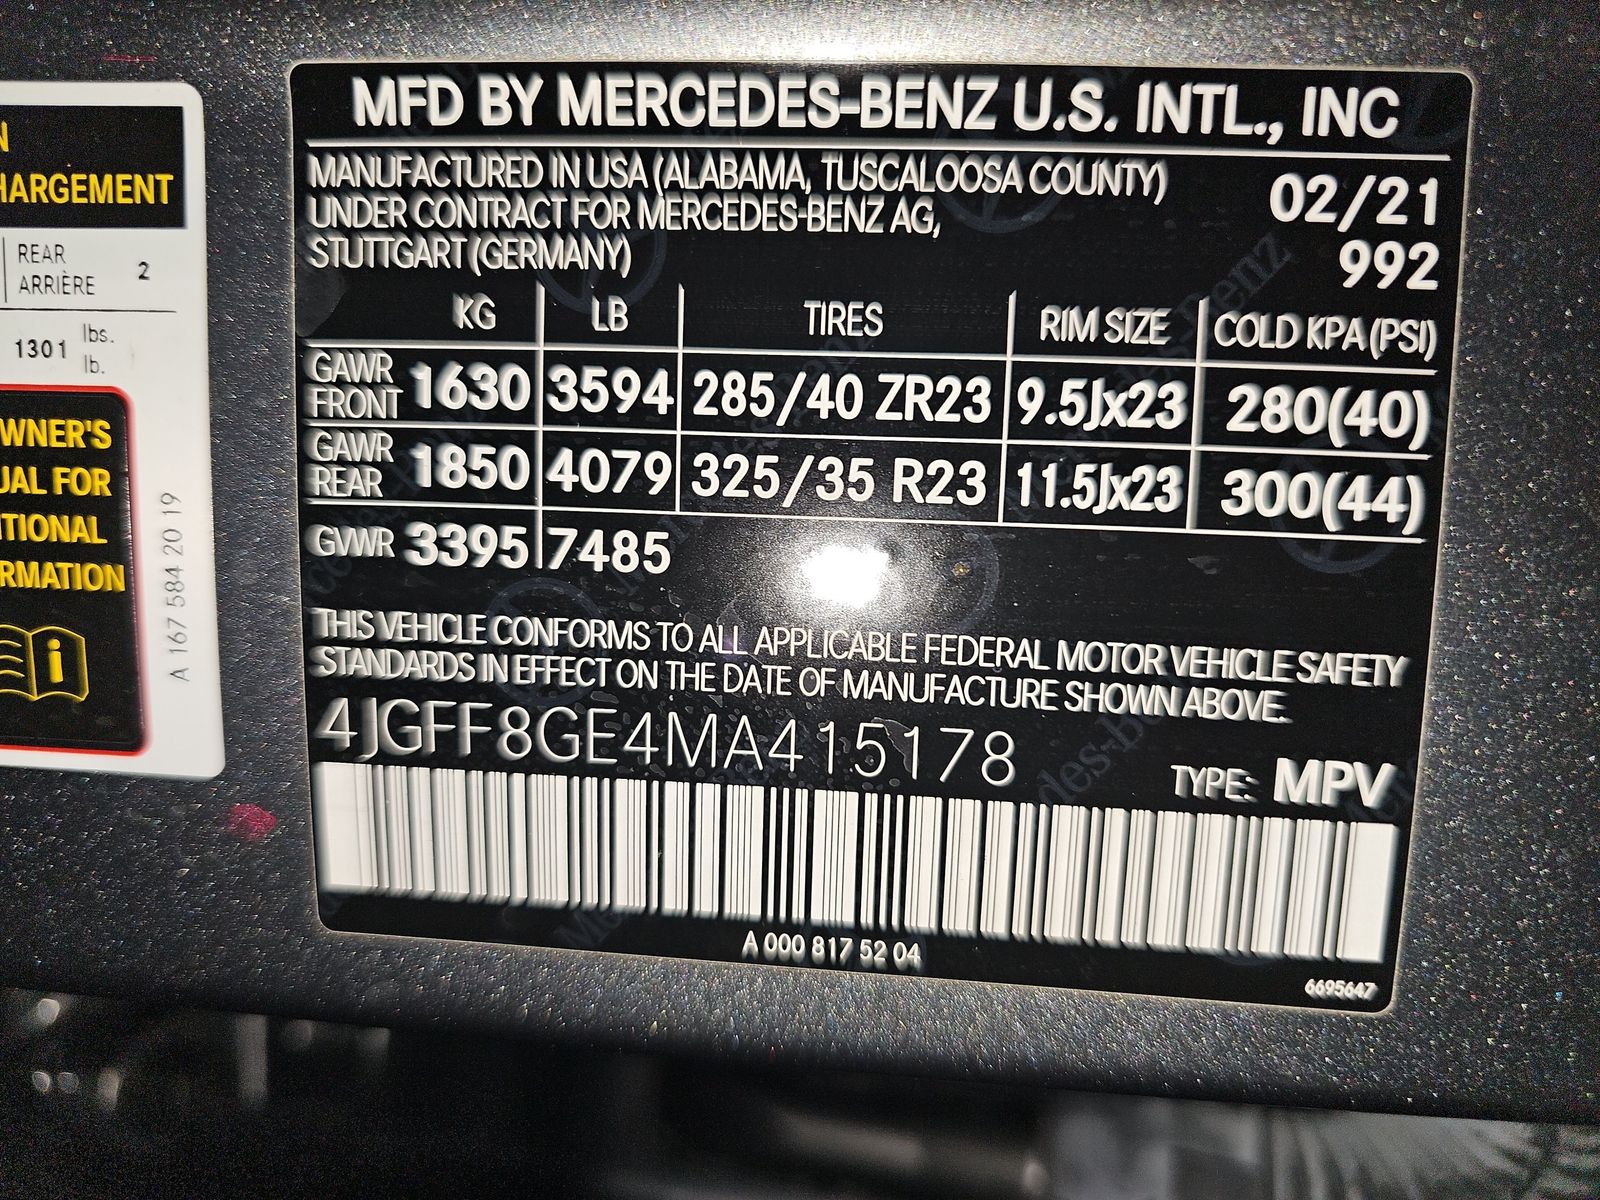 HARGEMENT
REAR
ARRIÈRE 2
1301 lbs.
lb.
WNER'S
UAL FOR
ITIONAL
RMATION
i
A 167 584 20 19
MFD BY MERCEDES-BENZ U.S. INTL., INC
MANUFACTURED IN USA (ALABAMA, TUSCALOOSA COUNTY)
UNDER CONTRACT FOR MERCEDES-BENZ AG,
STUTTGART (GERMANY)
02/21
992
KG LB TIRES RIM SIZE COLD KPA (PSI)
GAWR FRONT 1630 3594 285/40 ZR23 9.5Jx23 280(40)
GAWR REAR 1850 4079 325/35 R23 11.5Jx23 300(44)
GVWR 3395 7485
THIS VEHICLE CONFORMS TO ALL APPLICABLE FEDERAL MOTOR VEHICLE SAFETY
STANDARDS IN EFFECT ON THE DATE OF MANUFACTURE SHOWN ABOVE.
4JGFF8GE4MA415178
TYPE: MPV
A 000 817 52 04
6695647